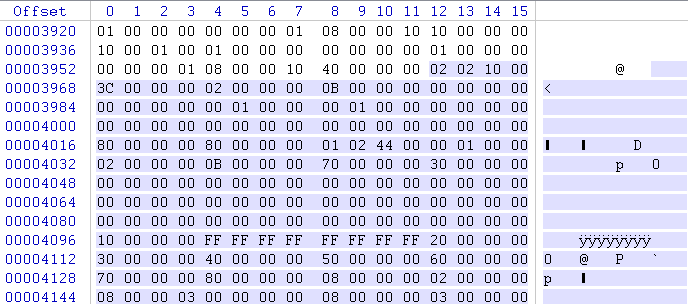 Offset 0 1 2 3 4 5 6 7 8 9 10 11 12 13 14 15
00003920 01 00 00 00 00 00 01 08 00 00 10 10 00 00 00
00003936 10 00 01 00 01 00 00 00 00 00 00 00 01 00 00 00
00003952 00 00 00 01 08 00 00 10 40 00 00 00 02 02 10 00 @
00003968 3C 00 00 00 02 00 00 00 0B 00 00 00 00 00 00 00 <
00003984 00 00 00 00 00 01 00 00 00 01 00 00 00 00 00 00
00004000 00 00 00 00 00 00 00 00 00 00 00 00 00 00 00 00
00004016 80 00 00 00 80 00 00 00 01 02 44 00 00 01 00 00 D
00004032 02 00 00 00 0B 00 00 00 70 00 00 00 30 00 00 00 p 0
00004048 00 00 00 00 00 00 00 00 00 00 00 00 00 00 00 00
00004064 00 00 00 00 00 00 00 00 00 00 00 00 00 00 00 00
00004080 00 00 00 00 00 00 00 00 00 00 00 00 00 00 00 00
00004096 10 00 00 00 FF FF FF FF FF FF FF FF 20 00 00 00 ÿÿÿÿÿÿÿÿ
00004112 30 00 00 00 40 00 00 00 50 00 00 00 60 00 00 00 0 @ P `
00004128 70 00 00 00 80 00 00 00 08 00 00 00 02 00 00 00 p
00004144 08 00 00 00 03 00 00 00 08 00 00 00 03 00 00 00